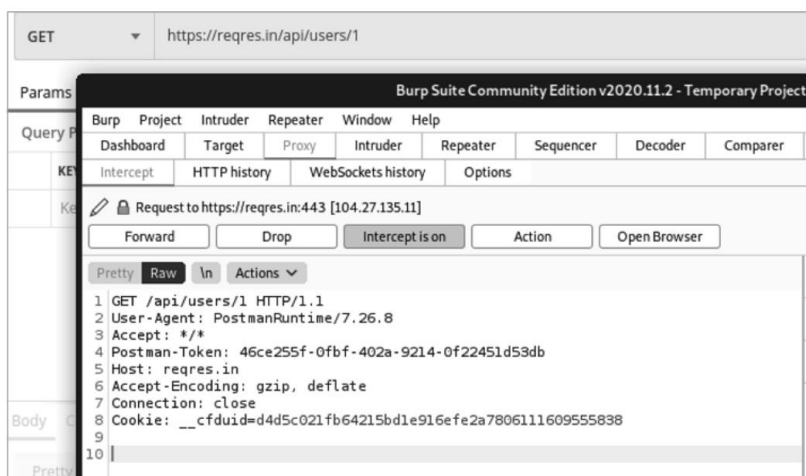 GET https://reqres.in/api/users/1
Params
Burp Suite Community Edition v2020.11.2 - Temporary Project
Burp Project Intruder Repeater Window Help
Query P
Dashboard Target Proxy Intruder Repeater Sequencer Decoder Comparer
KEY
Intercept HTTP history WebSockets history Options
Ke
Request to https://reqres.in:443 [104.27.135.11]
Forward Drop Intercept is on Action Open Browser
Pretty Raw \n Actions
1 GET /api/users/1 HTTP/1.1
2 User-Agent: PostmanRuntime/7.26.8
3 Accept: */*
4 Postman-Token: 46ce255f-0fbf-402a-9214-0f22451d53db
5 Host: reqres.in
6 Accept-Encoding: gzip, deflate
7 Connection: close
8 Cookie: __cfduid=d4d5c021fb64215bd1e916efe2a7806111609555838
9
10
Body C
Pretty